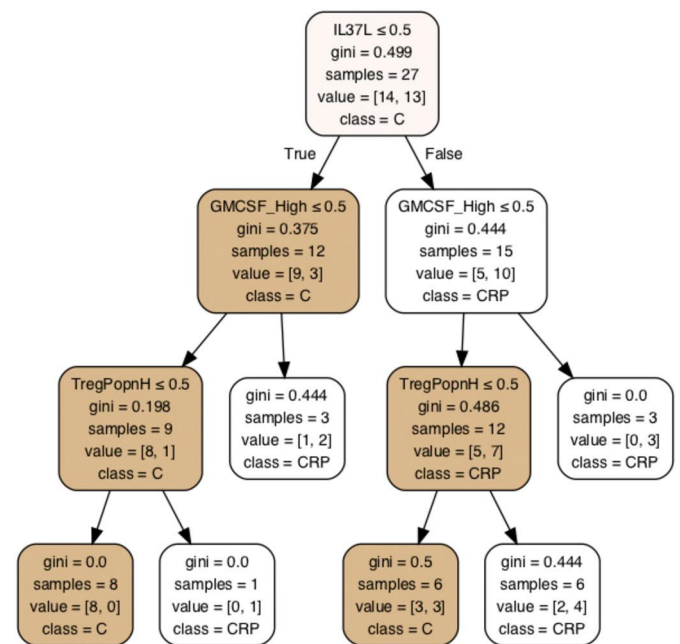 IL37L ≤ 0.5
gini = 0.499
samples = 27
value = [14, 13]
class = C
True
False
GMCSF_High ≤ 0.5
gini = 0.375
samples = 12
value = [9, 3]
class = C
GMCSF_High ≤ 0.5
gini = 0.444
samples = 15
value = [5, 10]
class = CRP
TregPopnH ≤ 0.5
gini = 0.198
samples = 9
value = [8, 1]
class = C
gini = 0.444
samples = 3
value = [1, 2]
class = CRP
TregPopnH ≤ 0.5
gini = 0.486
samples = 12
value = [5, 7]
class = CRP
gini = 0.0
samples = 3
value = [0, 3]
class = CRP
gini = 0.0
samples = 8
value = [8, 0]
class = C
gini = 0.0
samples = 1
value = [0, 1]
class = CRP
gini = 0.5
samples = 6
value = [3, 3]
class = C
gini = 0.444
samples = 6
value = [2, 4]
class = CRP